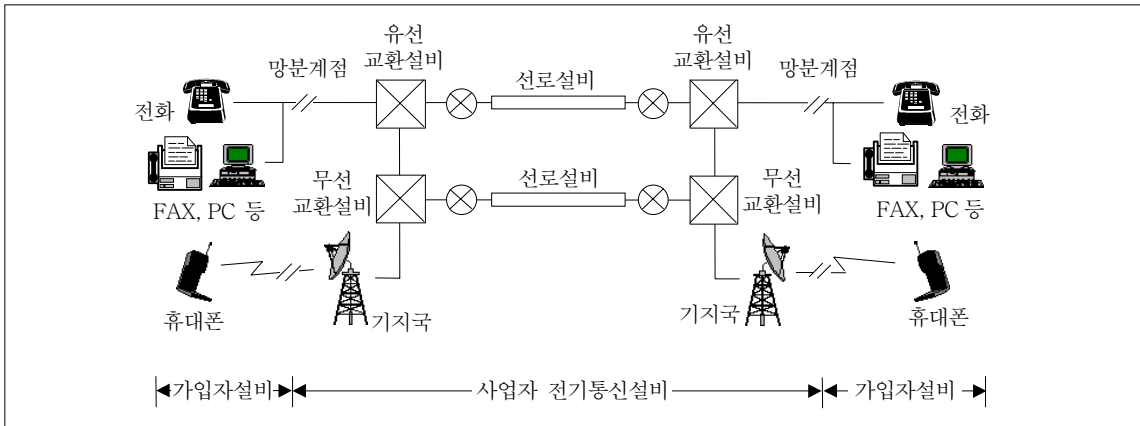 유선
교환설비
유선
교환설비
망분계점
선로설비
망분계점
전화
전화
무선
교환설비
선로설비
무선
교환설비
FAX, PC 등
FAX, PC 등
휴대폰
기지국
기지국
휴대폰
가입자설비
사업자 전기통신설비
가입자설비